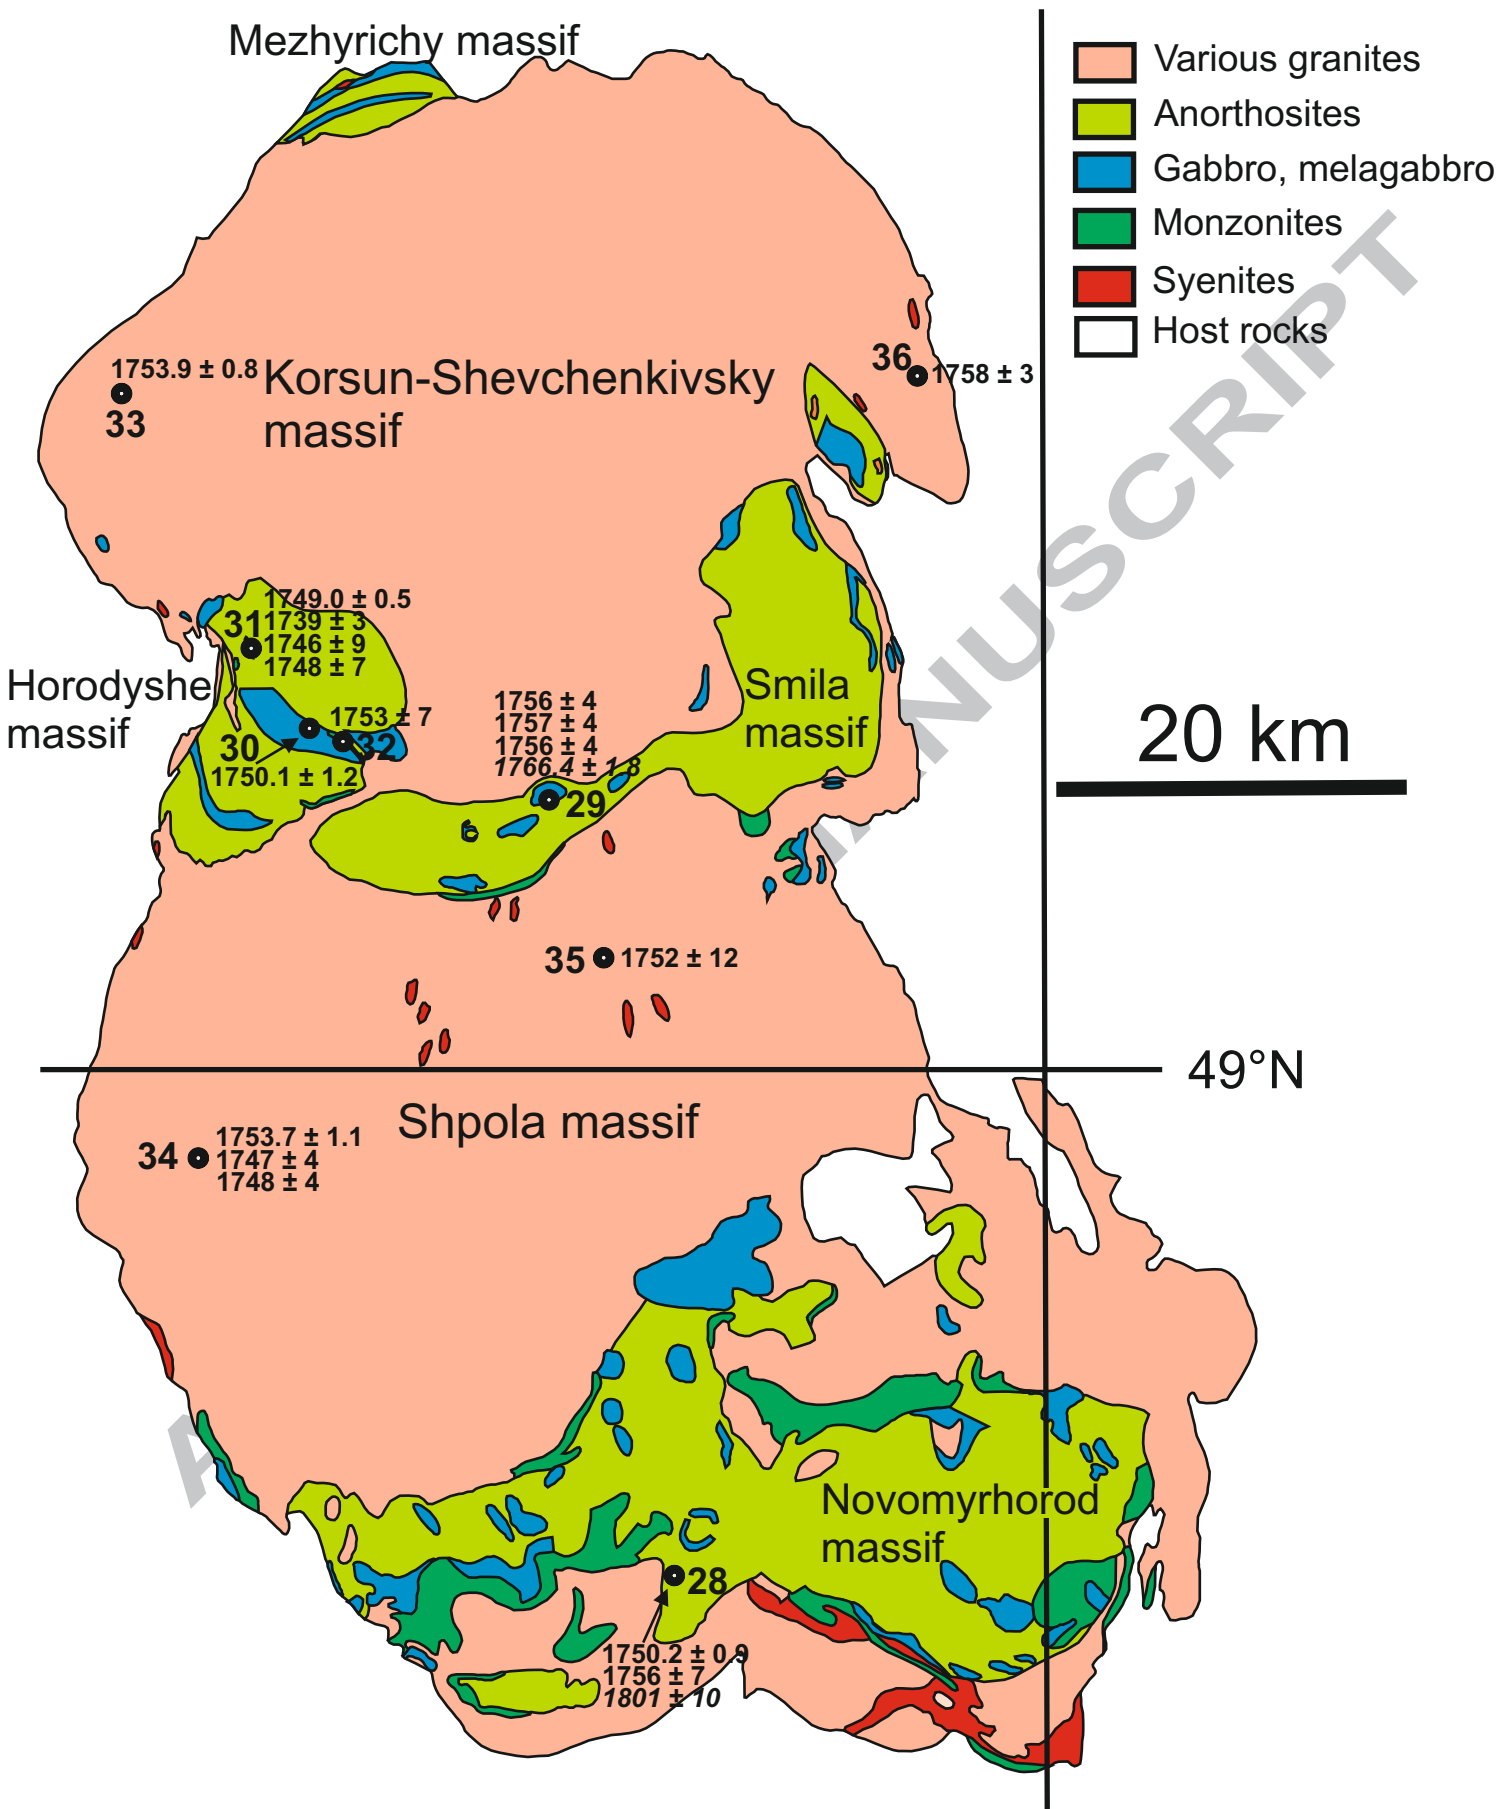 Mezhyrichy massif
Various granites
Anorthosites
Gabbro, melagabbro
Monzonites
Syenites
Host rocks
36
1758 ± 3
1753.9 ± 0.8
33
Korsun-Shevchenkivsky
massif
31
1749.0 ± 0.5
1739 ± 3
1746 ± 9
1748 ± 7
Horodyshe
massif
1753 ± 7
30
32
1750.1 ± 1.2
1756 ± 4
1757 ± 4
1756 ± 4
1766.4 ± 1.8
29
Smila
massif
20 km
35
1752 ± 12
49°N
Shpola massif
34
1753.7 ± 1.1
1747 ± 4
1748 ± 4
Novomyrhorod
massif
28
1750.2 ± 0.9
1756 ± 7
1801 ± 10